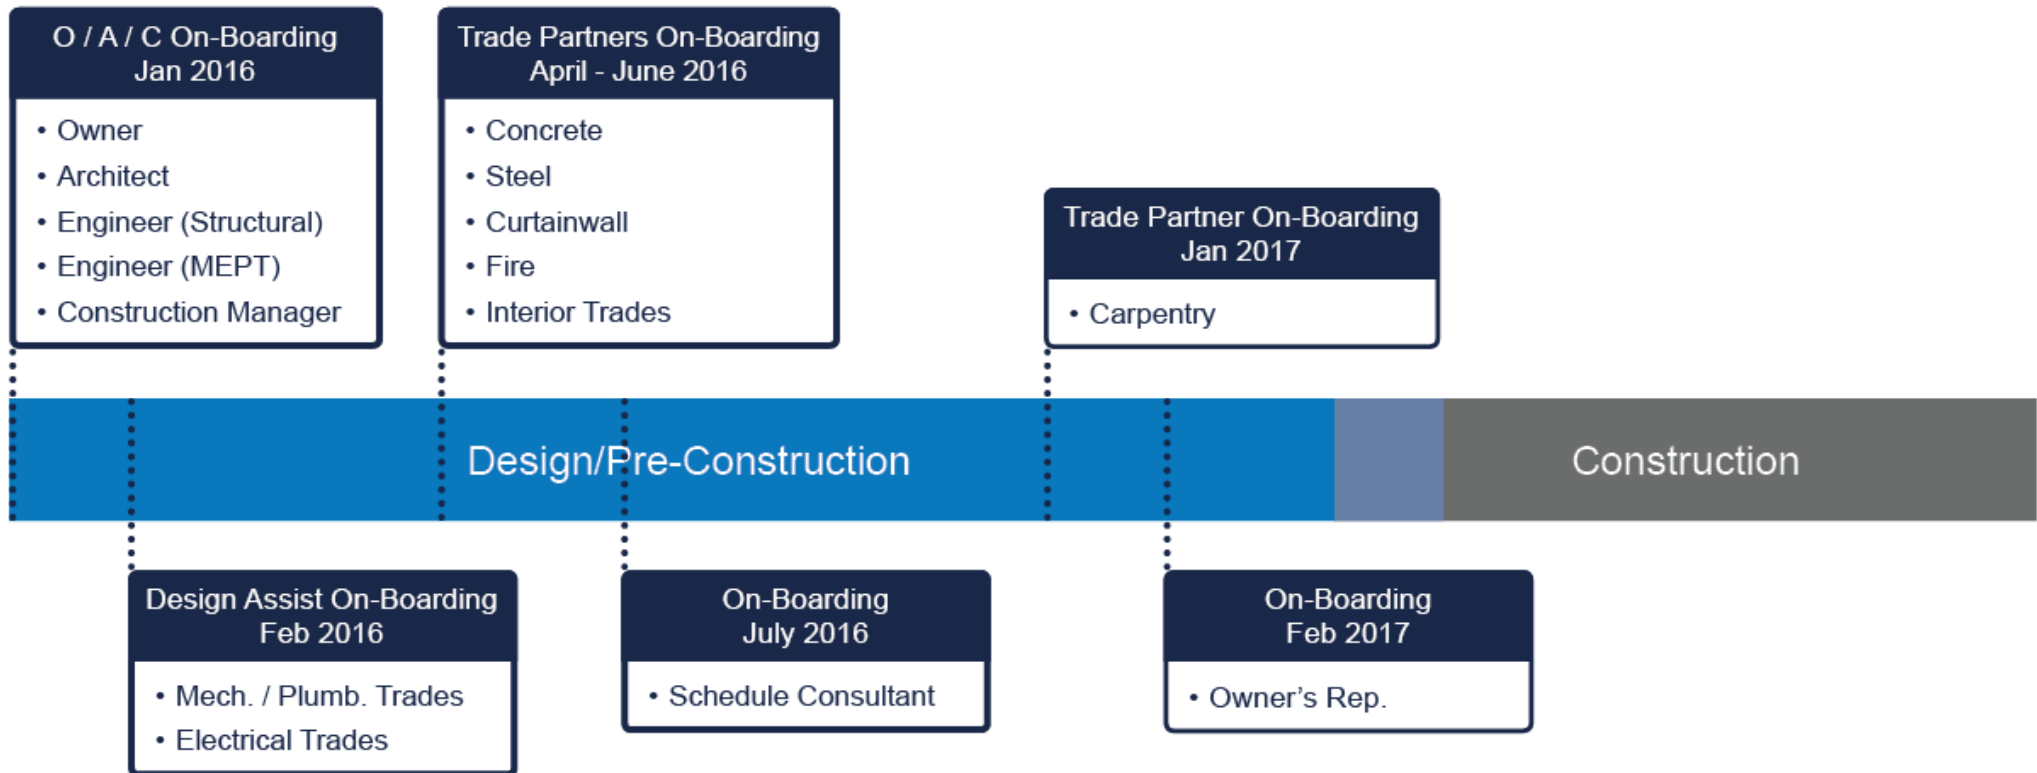 O / A / C On-Boarding
Jan 2016
• Owner
• Architect
• Engineer (Structural)
• Engineer (MEPT)
• Construction Manager
Trade Partners On-Boarding
April - June 2016
• Concrete
• Steel
• Curtainwall
• Fire
• Interior Trades
Trade Partner On-Boarding
Jan 2017
• Carpentry
Design/Pre-Construction
Construction
Design Assist On-Boarding
Feb 2016
• Mech. / Plumb. Trades
• Electrical Trades
On-Boarding
July 2016
• Schedule Consultant
On-Boarding
Feb 2017
• Owner’s Rep.